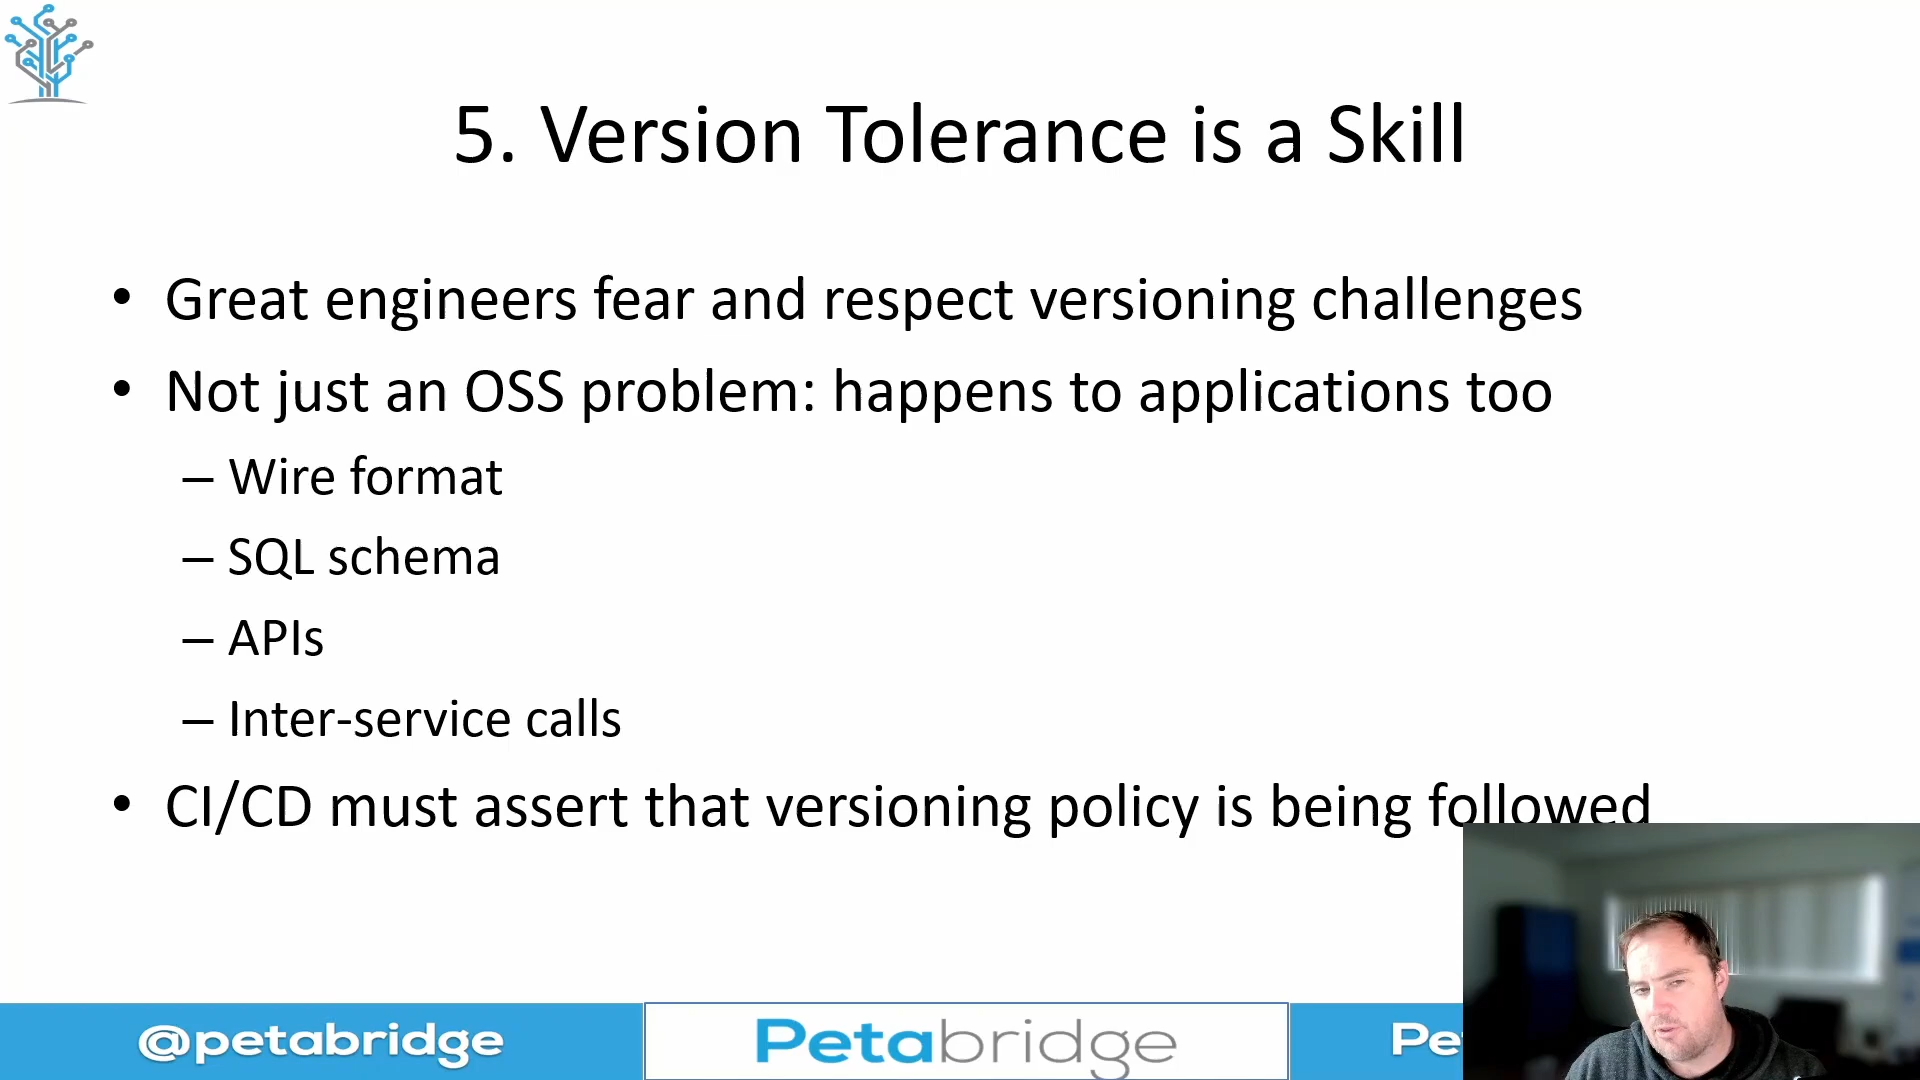 5. Version Tolerance is a Skill
• Great engineers fear and respect versioning challenges
• Not just an OSS problem: happens to applications too
– Wire format
– SQL schema
– APIs
– Inter-service calls
• CI/CD must assert that versioning policy is being followed
@petabridge
Petabridge
Pe